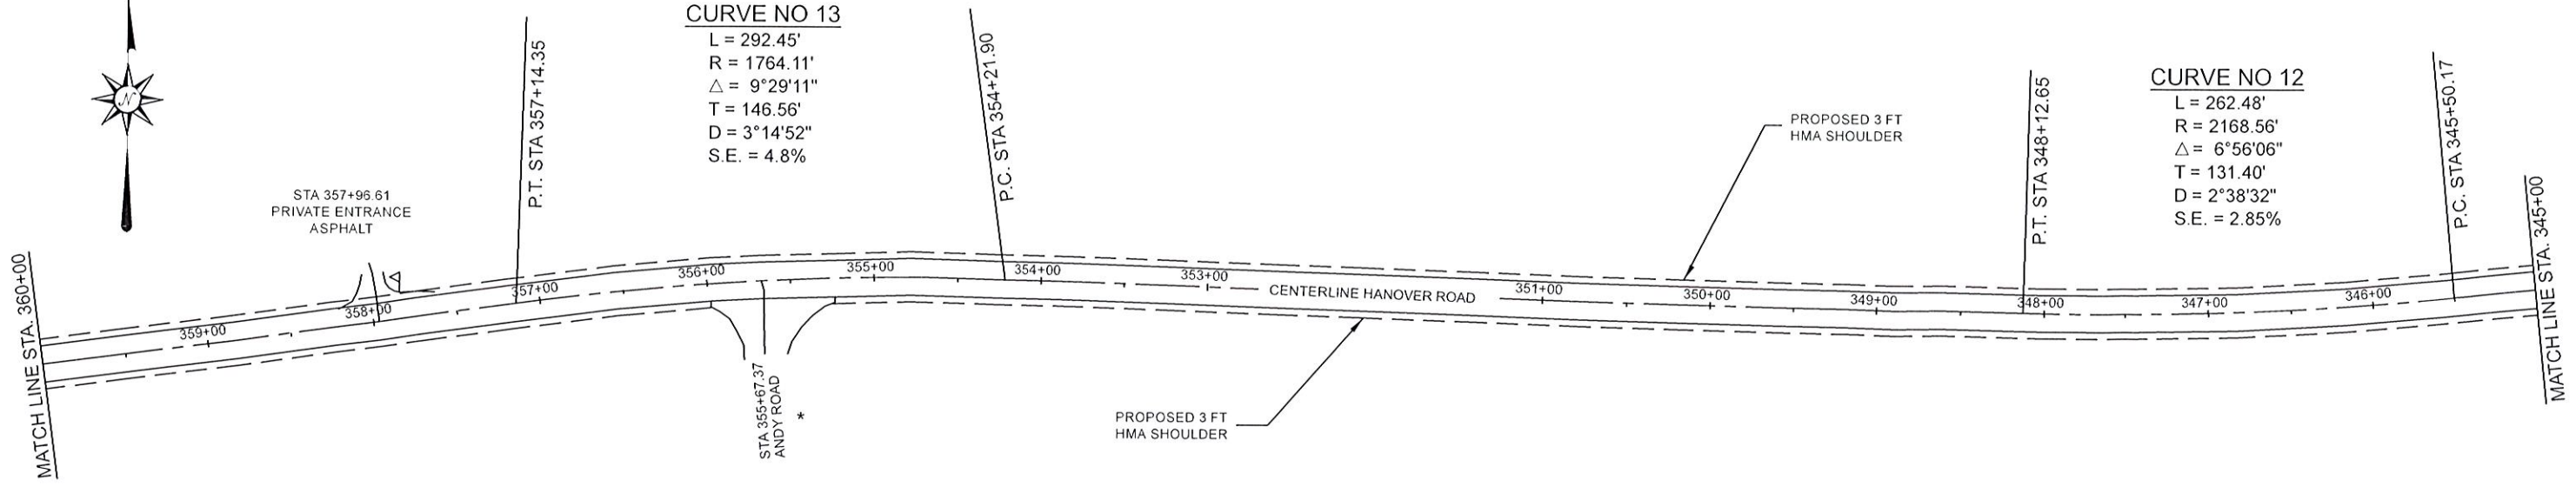 CURVE NO 13
L = 292.45'
R = 1764.11'
△ = 9°29'11"
T = 146.56'
D = 3°14'52"
S.E. = 4.8%
P.T. STA 357+14.35
P.C. STA 354+21.90
CURVE NO 12
L = 262.48'
R = 2168.56'
△ = 6°56'06"
T = 131.40'
D = 2°38'32"
S.E. = 2.85%
P.T. STA 348+12.65
P.C. STA 345+50.17
N
PROPOSED 3 FT
HMA SHOULDER
STA 357+96.61
PRIVATE ENTRANCE
ASPHALT
MATCH LINE STA. 360+00
359+00
358+00
357+00
356+00
355+00
354+00
353+00
CENTERLINE HANOVER ROAD
351+00
350+00
349+00
348+00
347+00
346+00
MATCH LINE STA. 345+00
STA 355+67.37
ANDY ROAD
*
PROPOSED 3 FT
HMA SHOULDER